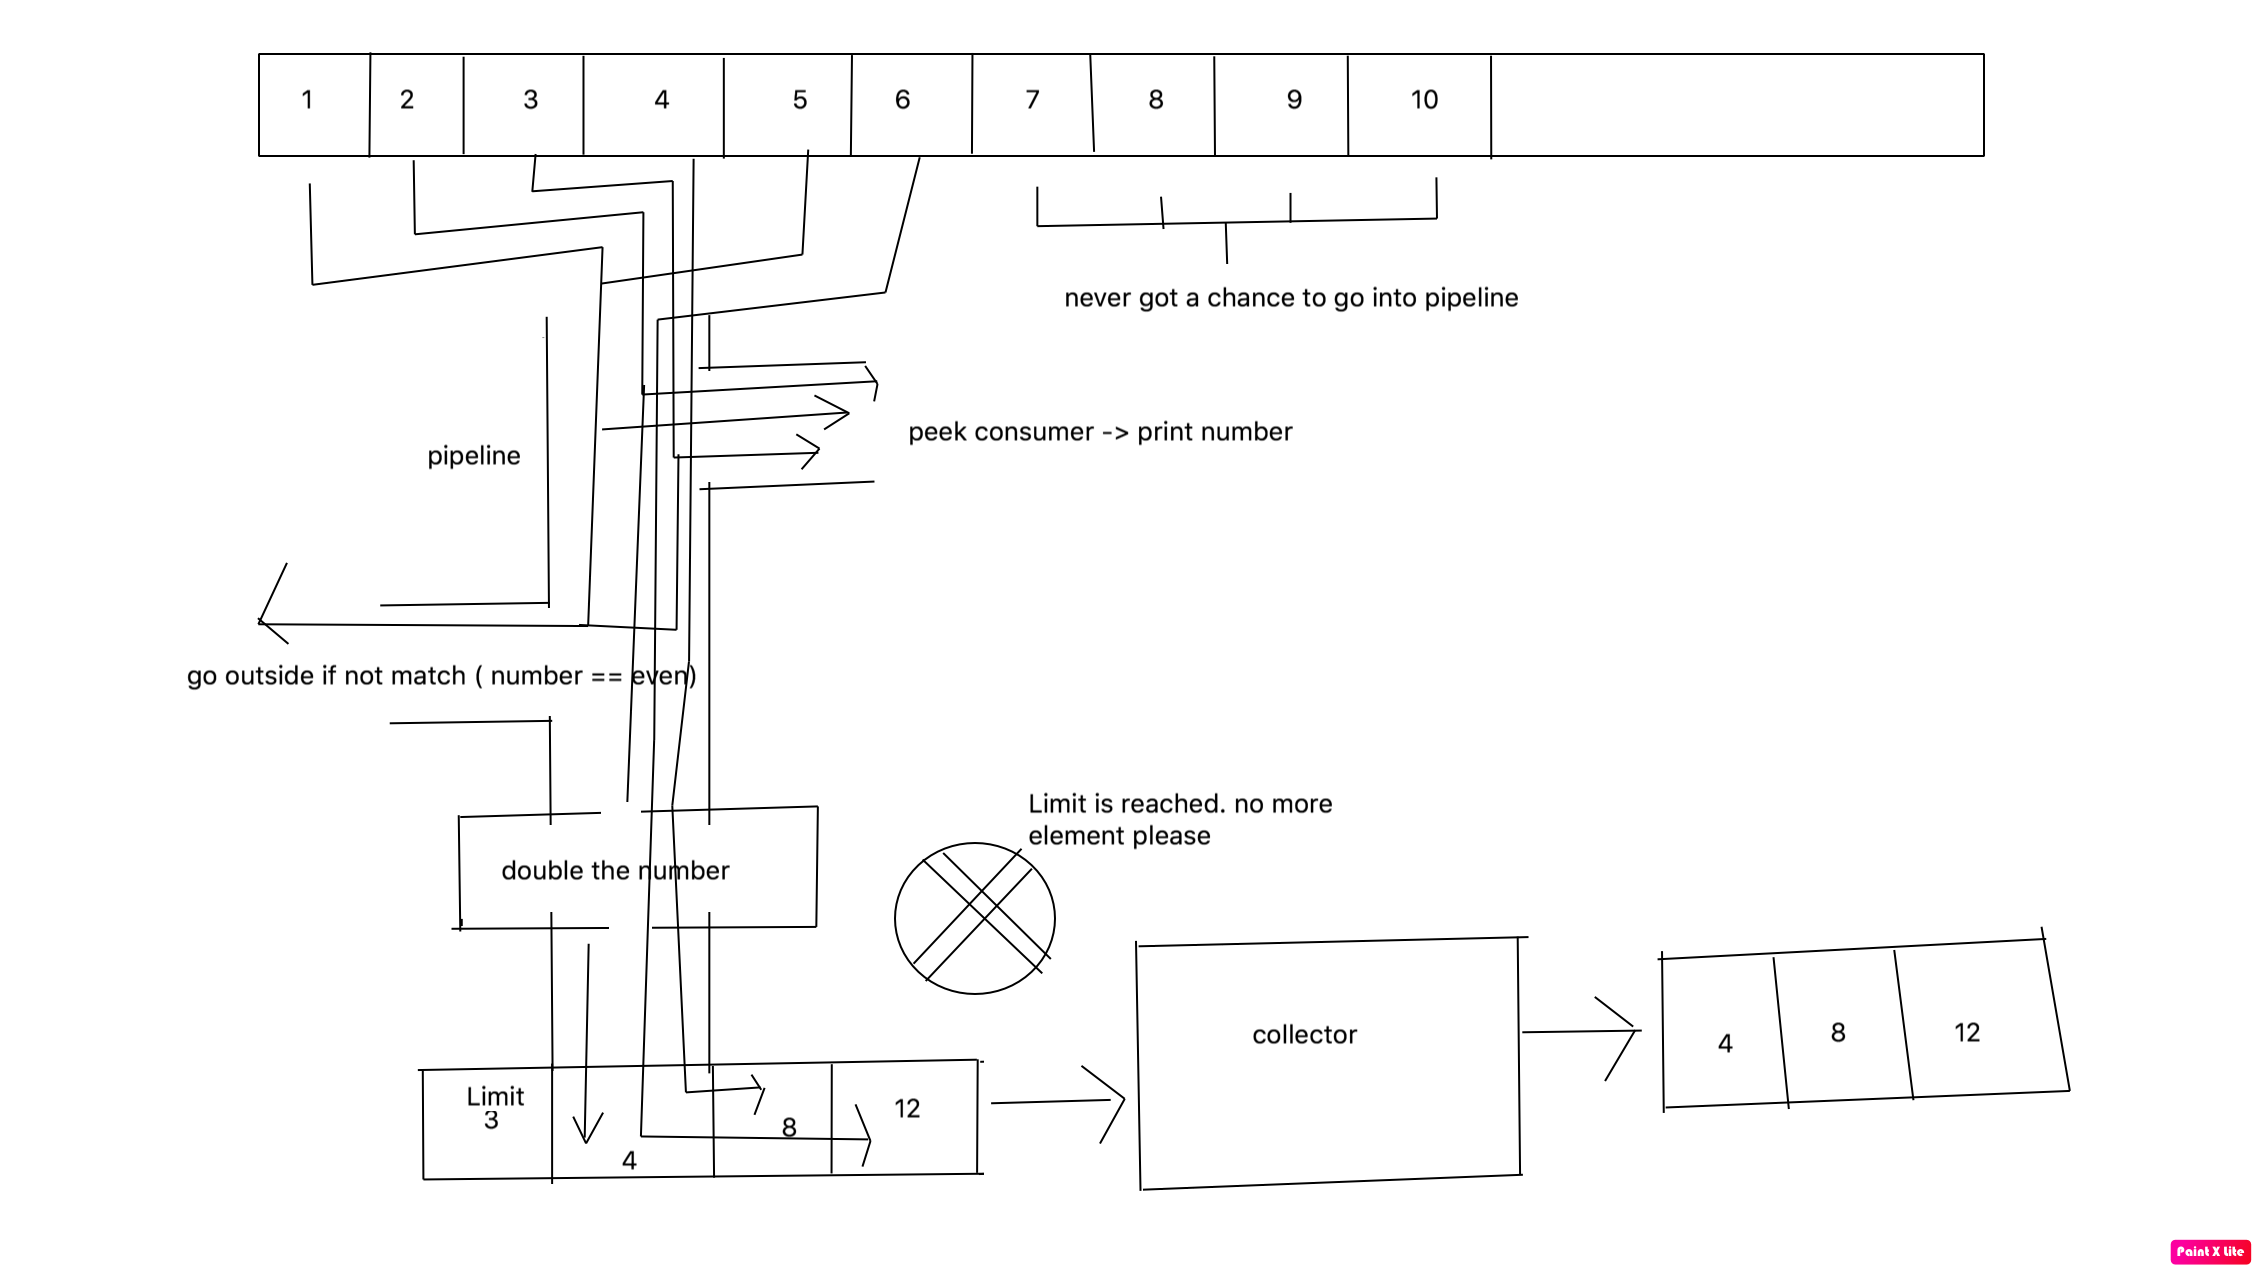 1 2 3 4 5 6 7 8 9 10
never got a chance to go into pipeline
peek consumer -> print number
pipeline
go outside if not match ( number == even)
Limit is reached. no more
element please
double the number
collector
4 8 12
Limit
3
4 8 12
Paint X Lite